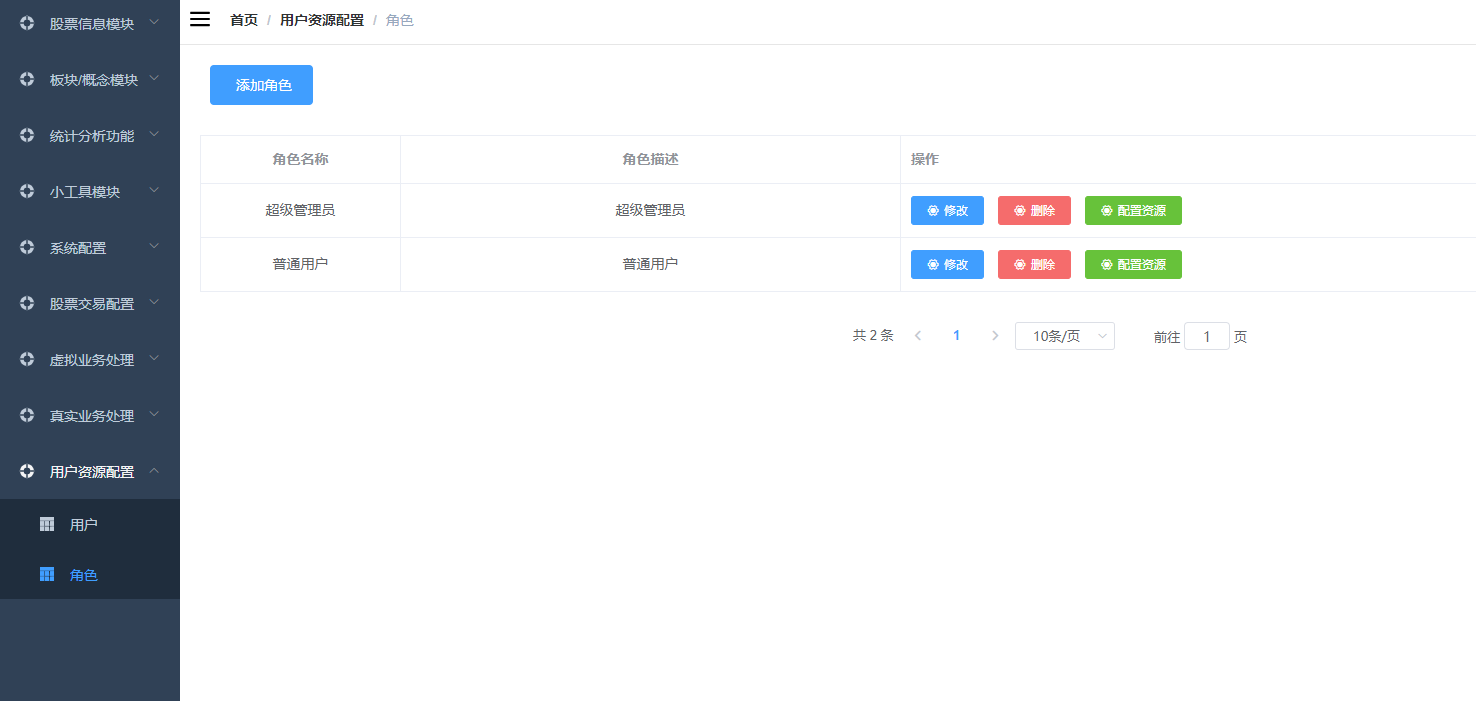 股票信息模块
板块/概念模块
统计分析功能
小工具模块
系统配置
股票交易配置
虚拟业务处理
真实业务处理
用户资源配置
用户
角色
首页 / 用户资源配置 / 角色
添加角色
角色名称 角色描述 操作
超级管理员 超级管理员 修改 删除 配置资源
普通用户 普通用户 修改 删除 配置资源
共 2 条 1 10条/页 前往 1 页